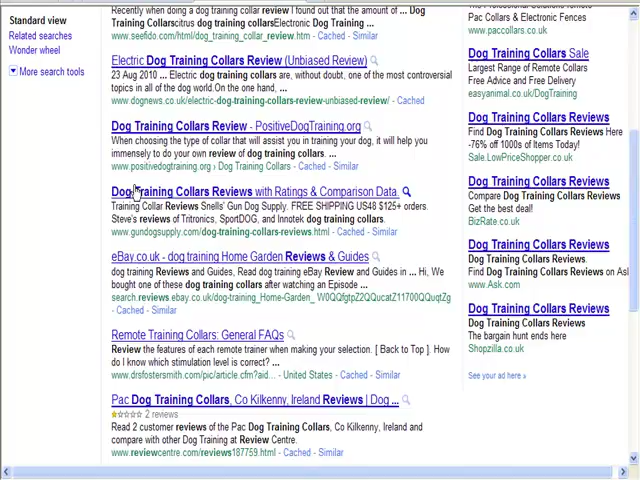 Standard view
Related searches
Wonder wheel
More search tools
Recently when doing a dog training collar review I found out that the amount of ... Dog
Training Collarscitrus dog training collarsElectronic Dog Training ...
www.seefido.com/html/dog_training_collar_review.htm - Cached - Similar
Electric Dog Training Collars Review (Unbiased Review)
23 Aug 2010 ... Electric dog training collars are, without doubt, one of the most controversial
topics in all of the dog world.On the one hand, ...
www.dognews.co.uk/electric-dog-training-collars-review-unbiased-review/ - Cached
Dog Training Collars Review - PositiveDogTraining.org
When choosing the type of collar that will assist you in training your dog, it will help you
immensely to do your own review of dog training collars. ...
www.positivedogtraining.org › Dog Training Collars - Cached - Similar
Dog Training Collars Reviews with Ratings & Comparison Data.
Training Collar Reviews Snells' Gun Dog Supply. FREE SHIPPING US48 $125+ orders.
Steve's reviews of Tritronics, SportDOG, and Innotek dog training collars.
www.gundogsupply.com/dog-training-collars-reviews.html - Cached - Similar
eBay.co.uk - dog training Home Garden Reviews & Guides
dog training Reviews and Guides, Read dog training eBay Review and Guides in ... Hi, We
bought one of these dog collars after watching an Episode ...
search.reviews.ebay.co.uk/dog-training_Home-Garden_
- Cached - Similar
Remote Training Collars: General FAQs
Review the features of each remote trainer when making your selection. [ Back to Top ]. How
do I know which stimulation level is correct? ...
www.drsfostersmith.com/pic/article.cfm?aid... - United States - Cached - Similar
Pac Dog Training Collars, Co Kilkenny, Ireland Reviews | Dog ...
2 reviews
Read 2 customer reviews of the Pac Dog Training Collars, Co Kilkenny, Ireland and
compare with other Dog Training at Review Centre.
www.reviewcentre.com/reviews187759.html - Cached - Similar
Pac Collars & Electronic Fences
www.paccollars.co.uk
Dog Training Collars Sale
Largest Range of Remote Collars
Free Advice and Free Delivery
easyanimal.co.uk/DogTraining
Dog Training Collars Reviews
Find Dog Training Collars Reviews Here
-76% off 1000s of Items Today!
Sale.LowPriceShopper.co.uk
Dog Training Collars Reviews
Compare Dog Training Collars Reviews
Get the best deal!
BizRate.co.uk
Dog Training Collars Reviews
Dog Training Collars Reviews.
Find Dog Training Collars Reviews on Ask
www.Ask.com
Dog Training Collars Reviews
Dog Training Collars Reviews
The bargain hunt ends here
Shopzilla.co.uk
See your ad here »